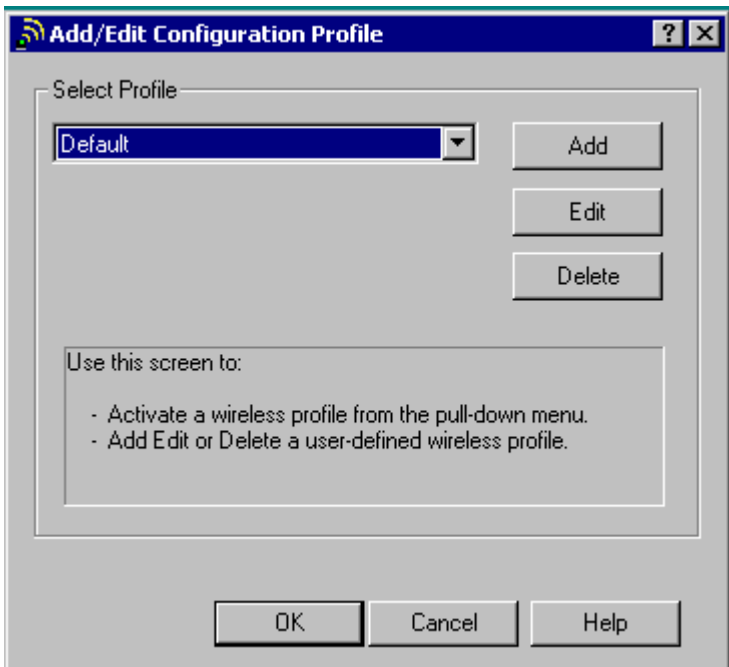 Add/Edit Configuration Profile
Select Profile
Default
Add
Edit
Delete
Use this screen to:
- Activate a wireless profile from the pull-down menu.
- Add Edit or Delete a user-defined wireless profile.
OK Cancel Help